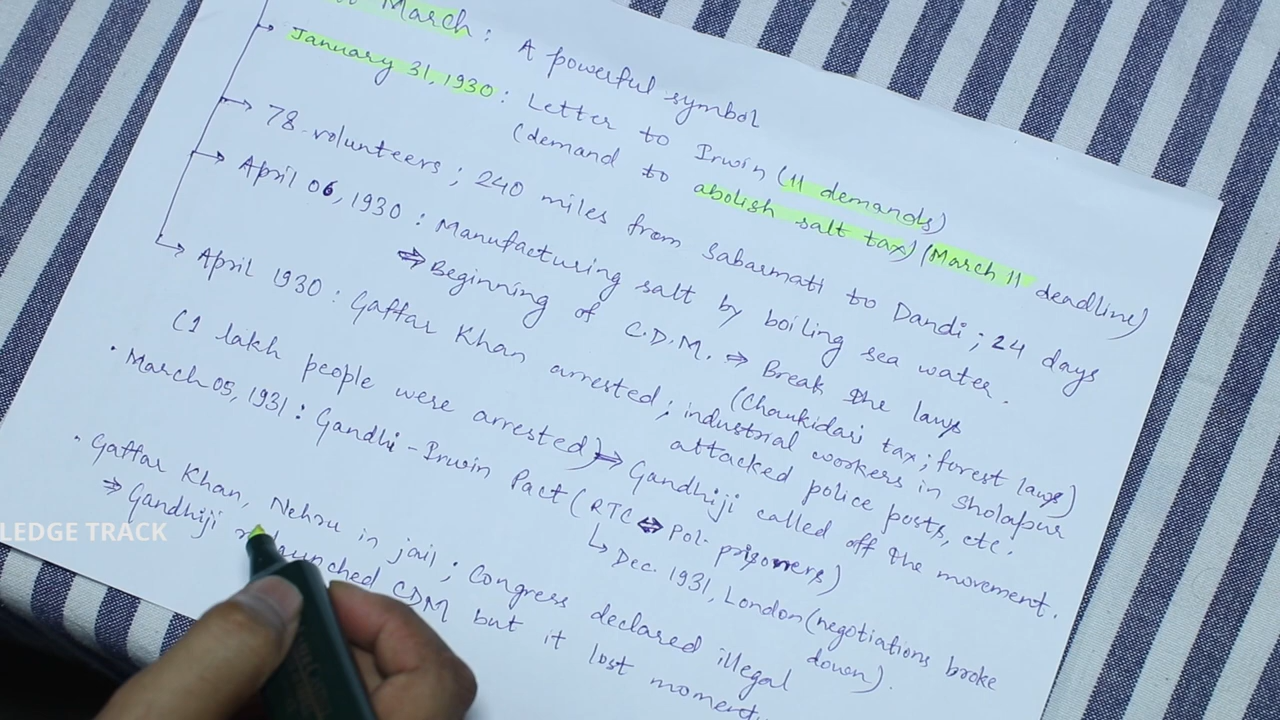 March : A powerful symbol
January 31, 1930 : Letter to Irwin (11 demands)
(demand to abolish salt tax) (March 11 deadline)
78 volunteers ; 240 miles from Sabarmati to Dandi ; 24 days
April 06, 1930 : Manufacturing salt by boiling sea water.
⇒ Beginning of C.D.M. ⇒ Break the laws
(Chaukidari tax ; forest laws)
April 1930 : Gaffar Khan arrested ; industrial workers in Sholapur
attacked police posts, etc.
(1 lakh people were arrested) ⇒ Gandhiji called off the movement.
· March 05, 1931 : Gandhi - Irwin Pact (RTC ⇔ Pol. prisoners)
↳ Dec. 1931, London (negotiations broke
down).
· Gaffar Khan, Nehru in jail ; Congress declared illegal
⇒ Gandhiji CDM but it lost
LEDGE TRACK